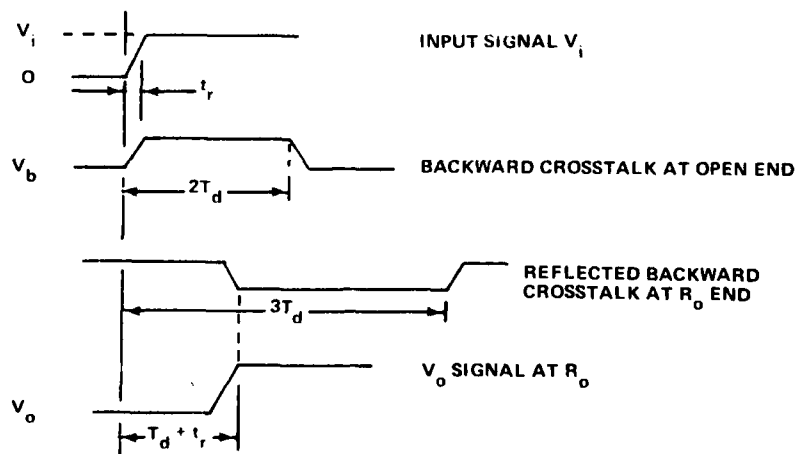 V_i
INPUT SIGNAL V_i
0
t_r
V_b
BACKWARD CROSSTALK AT OPEN END
2T_d
REFLECTED BACKWARD
CROSSTALK AT R_o END
3T_d
V_o SIGNAL AT R_o
V_o
T_d + t_r